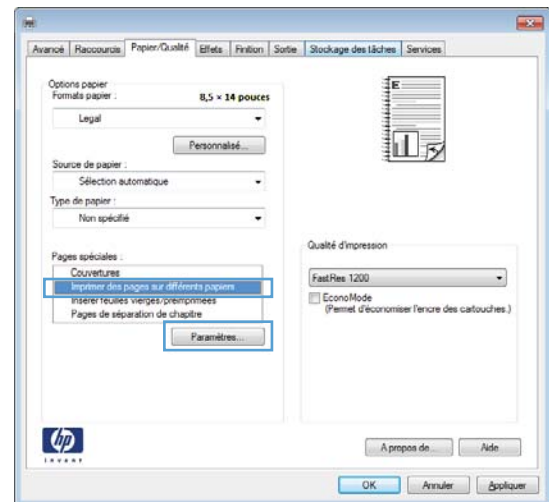 Avancé Raccourcis Papier/Qualité Effets Finition Sortie Stockage des tâches Services
Options papier
Formats papier : 8,5 × 14 pouces
Legal
Personnalisé...
Source de papier :
Sélection automatique
Type de papier :
Non spécifié
Pages spéciales :
Couvertures
Imprimer des pages sur différents papiers
Insérer feuilles vierges/préimprimées
Pages de séparation de chapitre
Paramètres...
E
Qualité d'impression
FastRes 1200
EconoMode
(Permet d'économiser l'encre des cartouches.)
hp
invent
A propos de... Aide
OK Annuler Appliquer